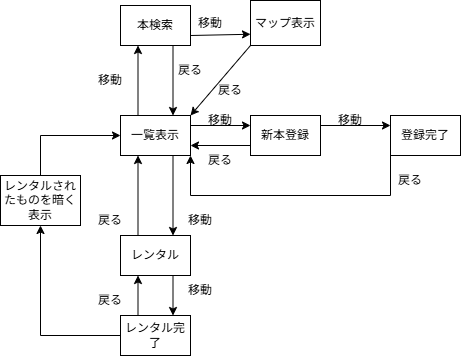 本検索
移動
マップ表示
移動
戻る
戻る
一覧表示
移動
新本登録
移動
登録完了
戻る
戻る
レンタルされ
たものを暗く
表示
戻る
移動
レンタル
戻る
移動
レンタル完
了